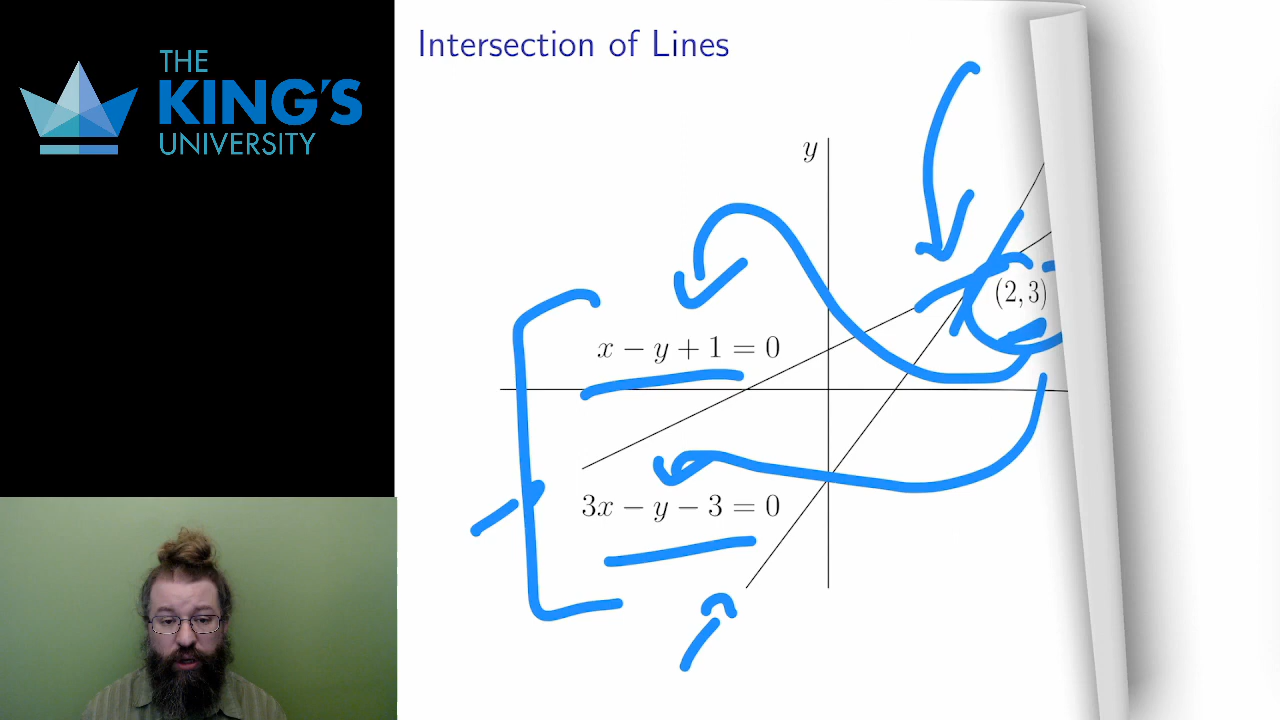 THE
KING'S
UNIVERSITY
Intersection of Lines
y
(2, 3)
x − y + 1 = 0
3x − y − 3 = 0